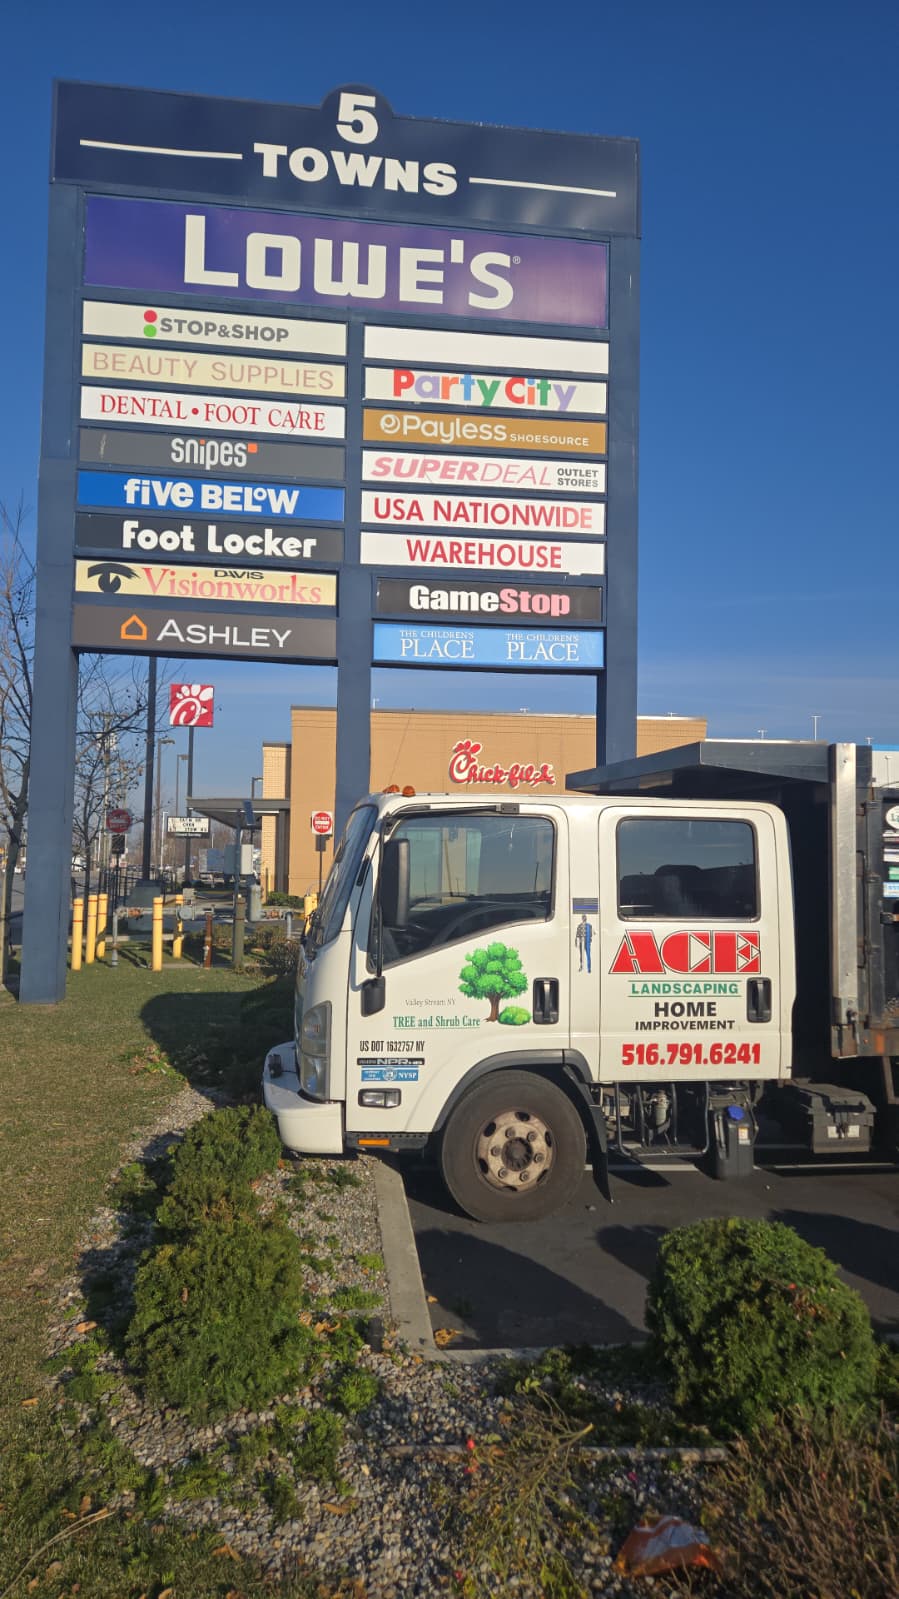 5
TOWNS
LOWE'S®
STOP&SHOP
BEAUTY SUPPLIES
DENTAL • FOOT CARE
snipes
fiVe BELOW
Foot Locker
DAVIS
Visionworks
ASHLEY
Party City
Payless SHOESOURCE
SUPERDEAL OUTLET
STORES
USA NATIONWIDE
WAREHOUSE
GameStop
THE CHILDREN'S
PLACE
THE CHILDREN'S
PLACE
Chick-fil-A
Valley Stream NY
TREE and Shrub Care
US DOT 1632757 NY
NPR
NYSP
ACE
LANDSCAPING
HOME
IMPROVEMENT
516.791.6241